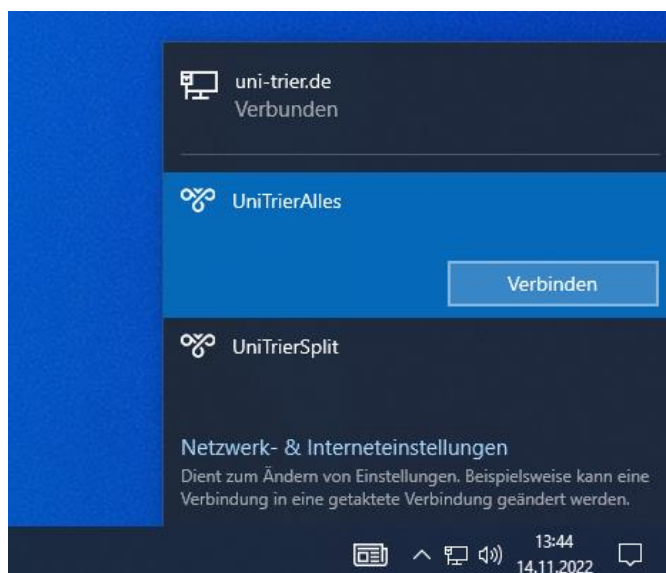 uni-trier.de
Verbunden
UniTrierAlles
Verbinden
UniTrierSplit
Netzwerk- & Interneteinstellungen
Dient zum Ändern von Einstellungen. Beispielsweise kann eine
Verbindung in eine getaktete Verbindung geändert werden.
13:44
14.11.2022